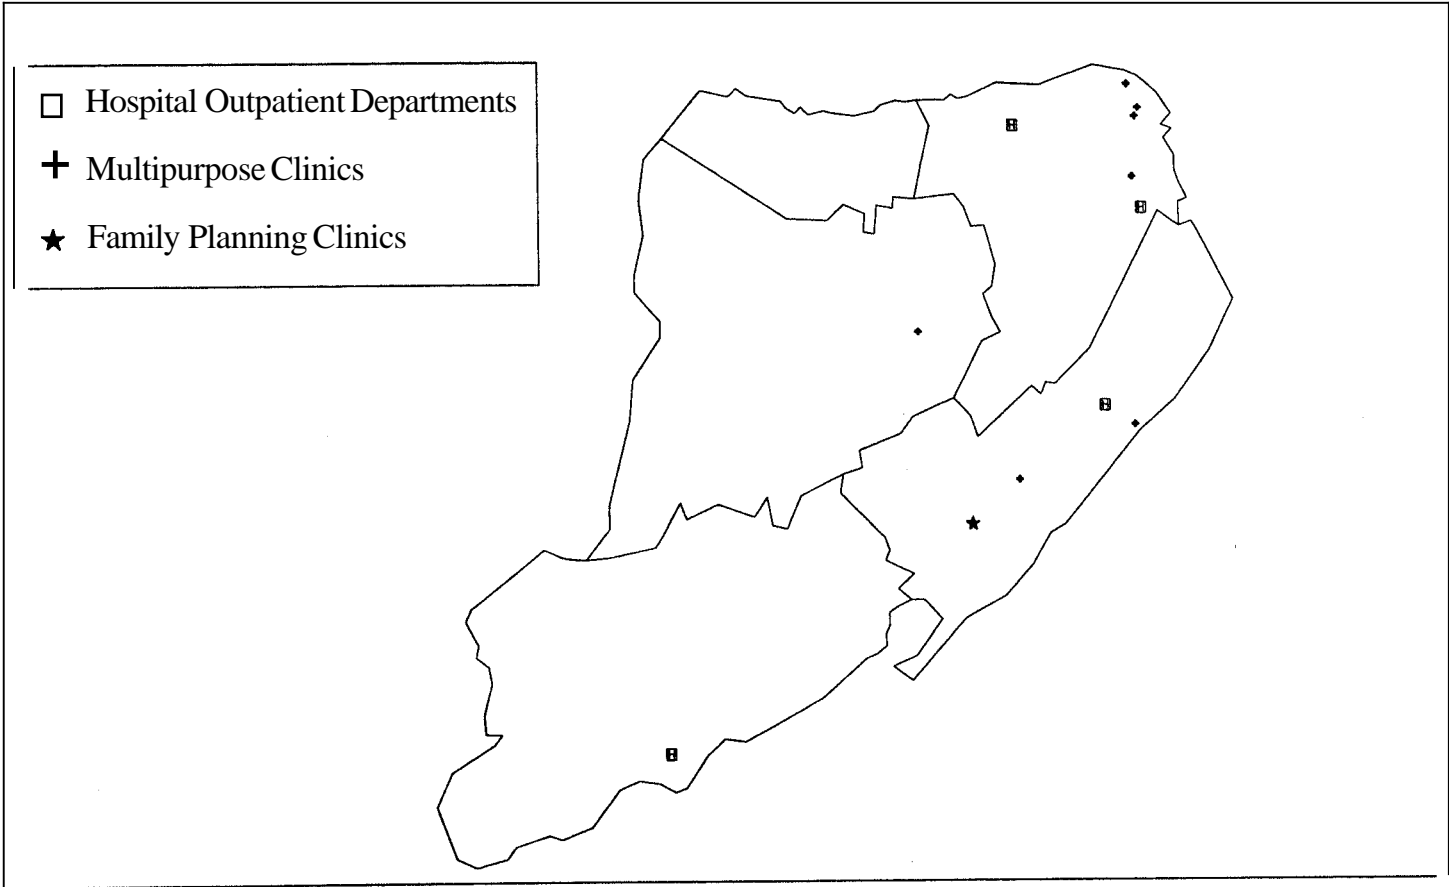 Hospital Outpatient Departments
Multipurpose Clinics
Family Planning Clinics
H
H
H
H